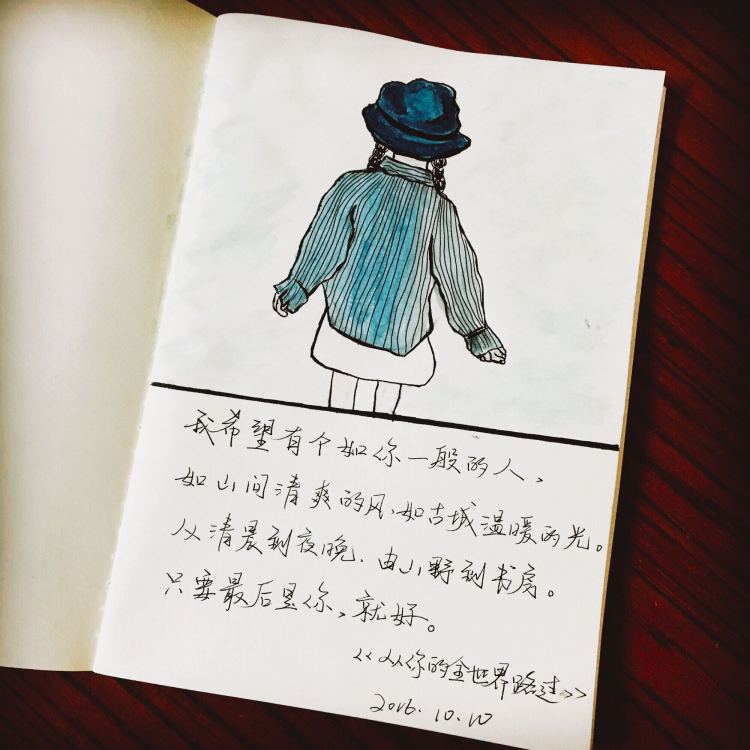 我希望有个如你一般的人,
如山间清爽的风,如古城温暖的光。
从清晨到夜晚,由山野到书房。
只要最后是你,就好。
《从你的全世界路过》
2016.10.10